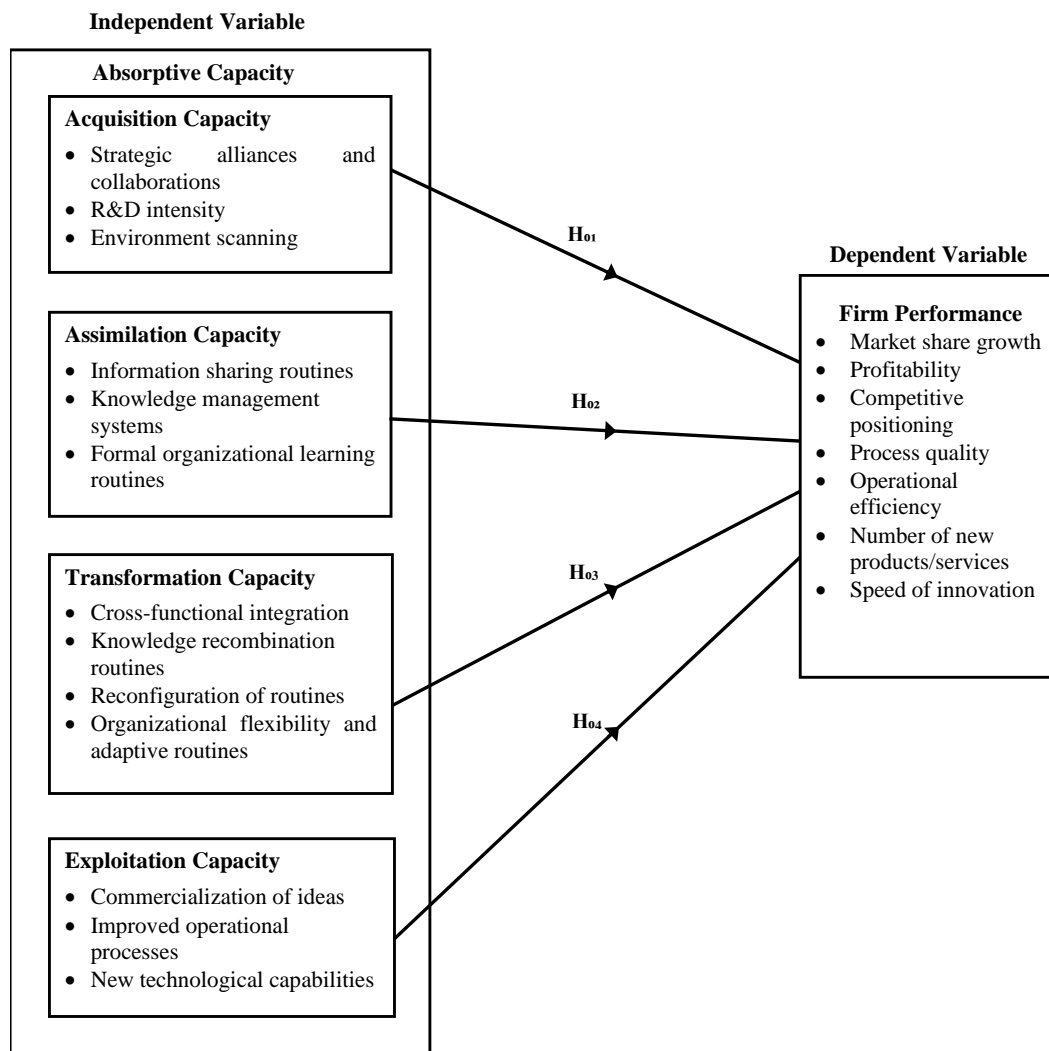 Independent Variable
Absorptive Capacity
Acquisition Capacity
• Strategic alliances and
collaborations
• R&D intensity
• Environment scanning
Assimilation Capacity
• Information sharing routines
• Knowledge management
systems
• Formal organizational learning
routines
Transformation Capacity
• Cross-functional integration
• Knowledge recombination
routines
• Reconfiguration of routines
• Organizational flexibility and
adaptive routines
Exploitation Capacity
• Commercialization of ideas
• Improved operational
processes
• New technological capabilities
H₀₁
H₀₂
H₀₃
H₀₄
Dependent Variable
Firm Performance
• Market share growth
• Profitability
• Competitive
positioning
• Process quality
• Operational
efficiency
• Number of new
products/services
• Speed of innovation